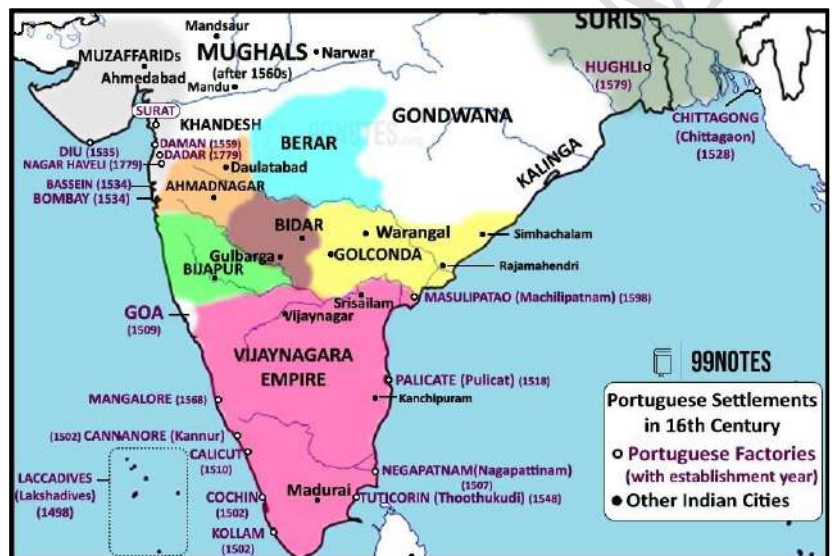 Mandsaur
SURIS
MUZAFFARIDs
Ahmedabad
MUGHALS
(after 1560s)
Narwar
Mandu
HUGHLI
(1579)
GONDWANA
CHITTAGONG
(Chittagaon)
1528)
SURAT
KHANDESH
BERAR
99NOTES
KALINGA
DIU (1535)
DAMAN (1559)
DADAR (1779)
NAGAR HAVELI (1779)
Daulatabad
BASSEIN (1534)
BOMBAY (1534)
AHMADNAGAR
BIDAR
Warangal
Simhachalam
Gulbarga
GOLCONDA
BIJAPUR
Rajamahendri
Srisailam
MASULIPATAO (Machilipatnam) (1598)
GOA
(1509)
Vijaynagar
VIJAYNAGARA
EMPIRE
99NOTES
PALICATE (Pulicat) (1518)
Kanchipuram
MANGALORE (1568)
Portuguese Settlements
in 16th Century
Portuguese Factories
(with establishment year)
Other Indian Cities
(1502) CANNANORE (Kannur)
CALICUT
(1510)
LACCADIVES
(Lakshadives)
(1498)
NEGAPATNAM(Nagapattinam)
(1507)
COCHIN
(1502)
Madurai
TUTICORIN (Thoothukudi) (1548)
KOLLAM
(1502)